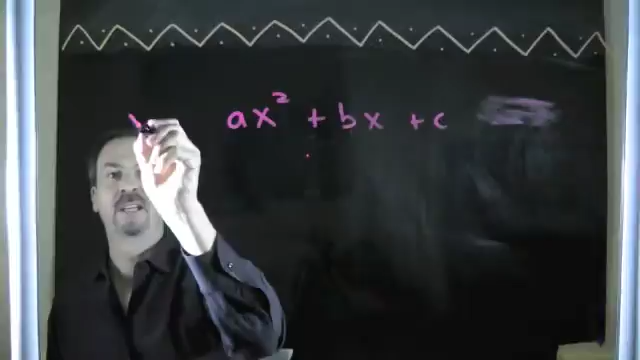 ax² + bx + c